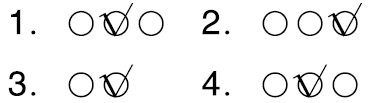 1. ○ ✓ ○ 2. ○ ○ ✓
3. ○ ✓ 4. ○ ✓ ○